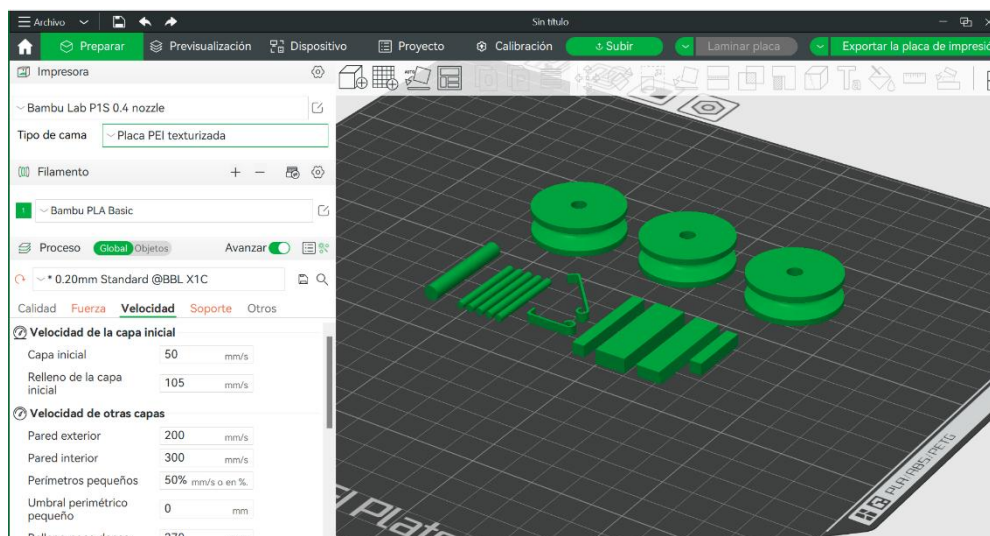 Archivo
Sin título
Preparar Previsualización Dispositivo Proyecto Calibración Subir Laminar placa Exportar la placa de impresió
Impresora
Bambu Lab P1S 0.4 nozzle
Tipo de cama Placa PEI texturizada
Filamento
1 Bambu PLA Basic
Proceso Global Objetos Avanzar
* 0.20mm Standard @BBL X1C
Calidad Fuerza Velocidad Soporte Otros
Velocidad de la capa inicial
Capa inicial 50 mm/s
Relleno de la capa
inicial 105 mm/s
Velocidad de otras capas
Pared exterior 200 mm/s
Pared interior 300 mm/s
Perímetros pequeños 50% mm/s o en %.
Umbral perimétrico
pequeño 0 mm
270
PLA/ABS/PETG